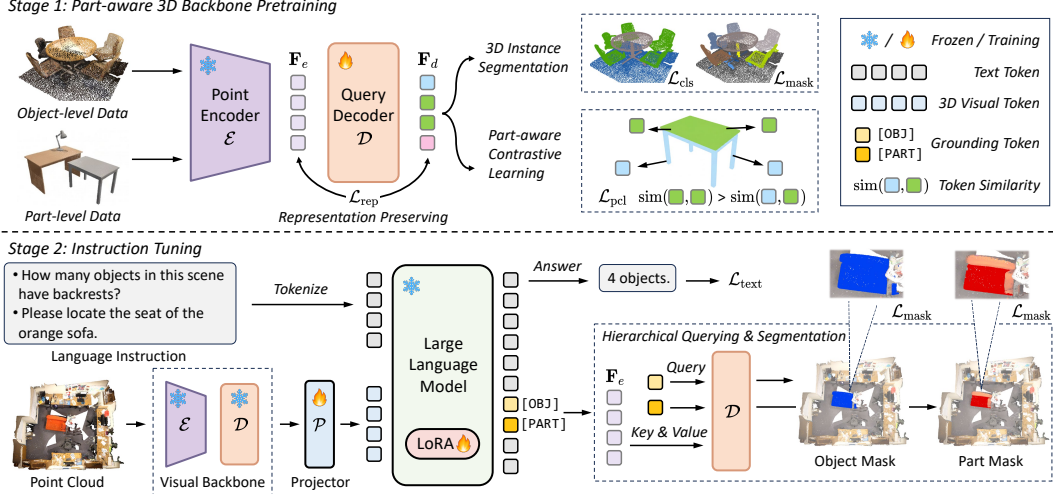 Stage 1: Part-aware 3D Backbone Pretraining
Object-level Data
Part-level Data
Point
Encoder
ℰ
F_e
Query
Decoder
𝒟
F_d
ℒ_rep
Representation Preserving
3D Instance
Segmentation
Part-aware
Contrastive
Learning
ℒ_cls
ℒ_mask
ℒ_pcl sim( , ) > sim( , )
/ Frozen / Training
Text Token
3D Visual Token
[OBJ]
[PART]
Grounding Token
sim( , ) Token Similarity
Stage 2: Instruction Tuning
• How many objects in this scene
have backrests?
• Please locate the seat of the
orange sofa.
Language Instruction
Tokenize
Point Cloud
ℰ
𝒟
Visual Backbone
𝒫
Projector
Large
Language
Model
LoRA
[OBJ]
[PART]
Answer
4 objects.
ℒ_text
Hierarchical Querying & Segmentation
F_e
Query
Key & Value
𝒟
ℒ_mask
ℒ_mask
Object Mask
Part Mask